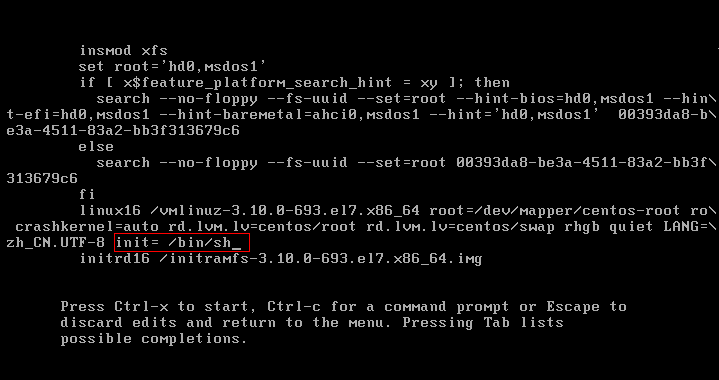 insmod xfs
set root='hd0,msdos1'
if [ x$feature_platform_search_hint = xy ]; then
search --no-floppy --fs-uuid --set=root --hint-bios=hd0,msdos1 --hin\
t-efi=hd0,msdos1 --hint-baremetal=ahci0,msdos1 --hint='hd0,msdos1'  00393da8-b\
e3a-4511-83a2-bb3f313679c6
else
search --no-floppy --fs-uuid --set=root 00393da8-be3a-4511-83a2-bb3f\
313679c6
fi
linux16 /vmlinuz-3.10.0-693.el7.x86_64 root=/dev/mapper/centos-root ro\
crashkernel=auto rd.lvm.lv=centos/root rd.lvm.lv=centos/swap rhgb quiet LANG=\
zh_CN.UTF-8 init= /bin/sh_
initrd16 /initramfs-3.10.0-693.el7.x86_64.img
Press Ctrl-x to start, Ctrl-c for a command prompt or Escape to
discard edits and return to the menu. Pressing Tab lists
possible completions.